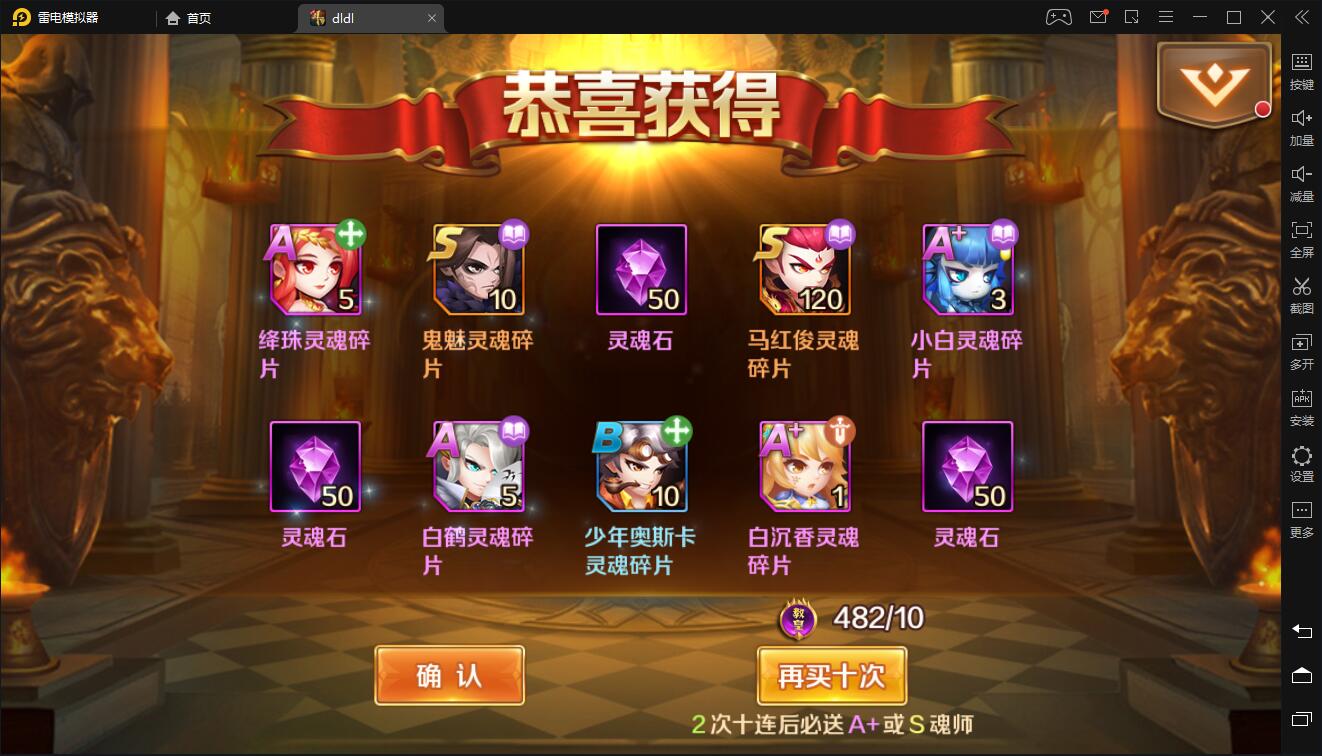 雷电模拟器
首页
dldl
恭喜获得
A
5
绛珠灵魂碎
片
S
10
鬼魅灵魂碎
片
50
灵魂石
S
120
马红俊灵魂
碎片
A+
3
小白灵魂碎
片
50
灵魂石
A
5
白鹤灵魂碎
片
B
10
少年奥斯卡
灵魂碎片
A+
1
白沉香灵魂
碎片
50
灵魂石
教皇
482/10
确 认
再买十次
2次十连后必送A+或S魂师
按键
加量
减量
全屏
截图
多开
APK
安装
设置
更多